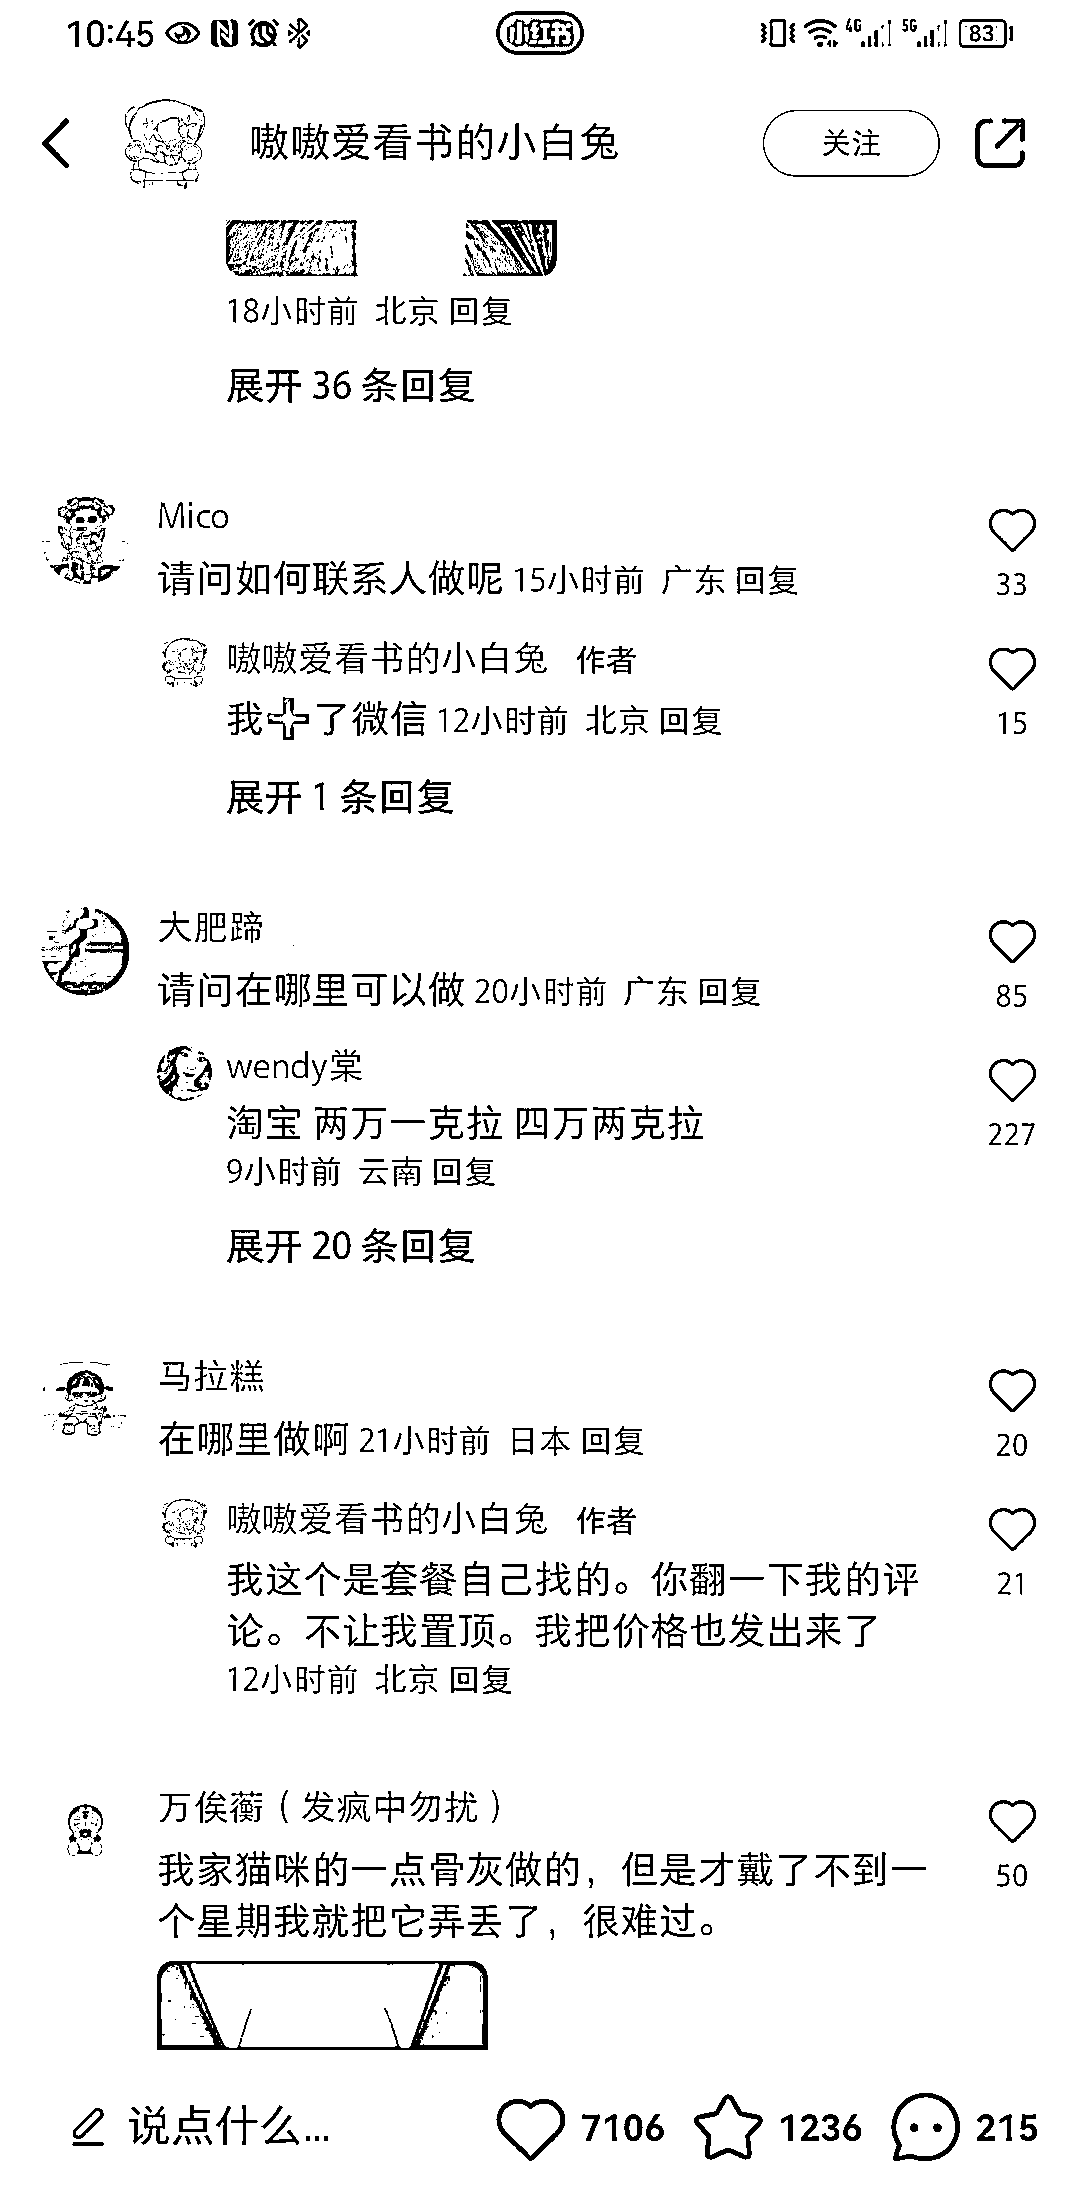 10:45 小红书 4G 5G 83
嗷嗷爱看书的小白兔 关注
18小时前 北京 回复
展开 36 条回复
Mico
请问如何联系人做呢 15小时前 广东 回复
33
嗷嗷爱看书的小白兔 作者
我➕了微信 12小时前 北京 回复
15
展开 1 条回复
大肥蹄
请问在哪里可以做 20小时前 广东 回复
85
wendy棠
淘宝 两万一克拉 四万两克拉
227
9小时前 云南 回复
展开 20 条回复
马拉糕
在哪里做啊 21小时前 日本 回复
20
嗷嗷爱看书的小白兔 作者
我这个是套餐自己找的。你翻一下我的评
21
论。不让我置顶。我把价格也发出来了
12小时前 北京 回复
万俟蘅（发疯中勿扰）
我家猫咪的一点骨灰做的，但是才戴了不到一
50
个星期我就把它弄丢了，很难过。
说点什么... 7106 1236 215